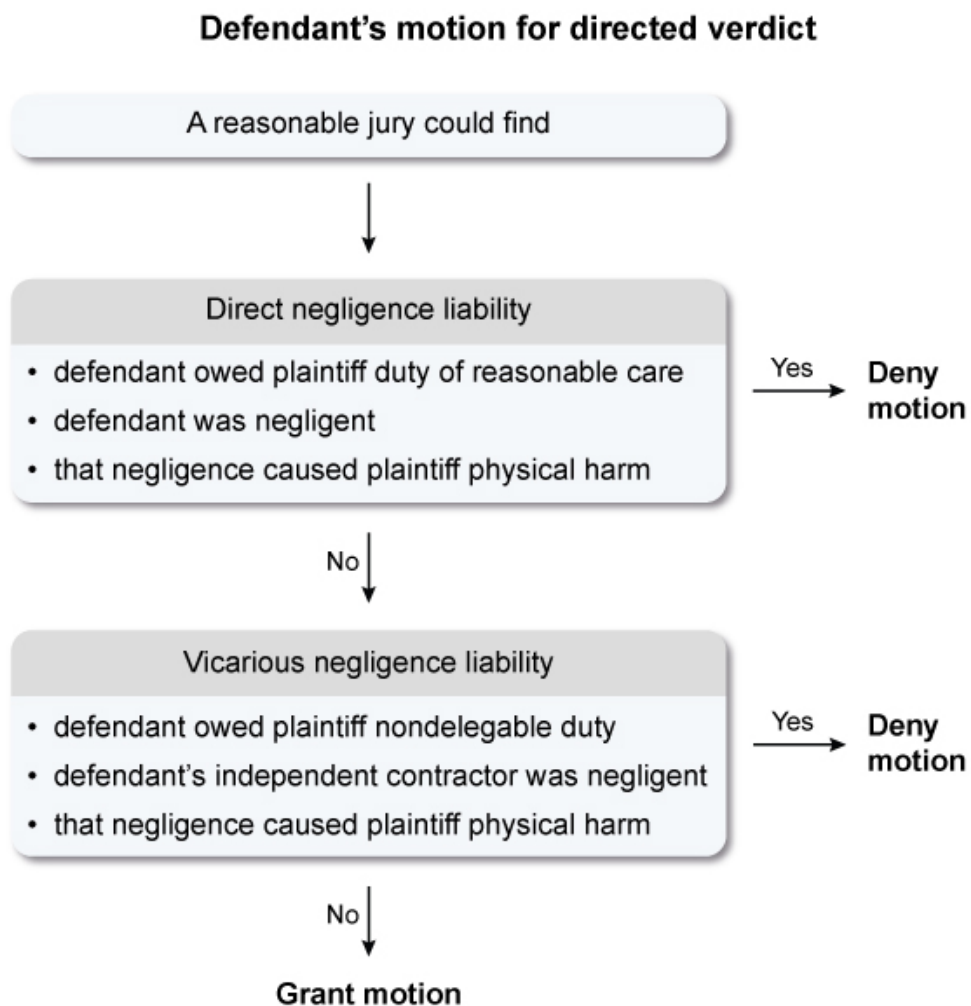 Defendant’s motion for directed verdict
A reasonable jury could find
Direct negligence liability
• defendant owed plaintiff duty of reasonable care
• defendant was negligent
• that negligence caused plaintiff physical harm
Yes
Deny
motion
No
Vicarious negligence liability
• defendant owed plaintiff nondelegable duty
• defendant’s independent contractor was negligent
• that negligence caused plaintiff physical harm
Yes
Deny
motion
No
Grant motion